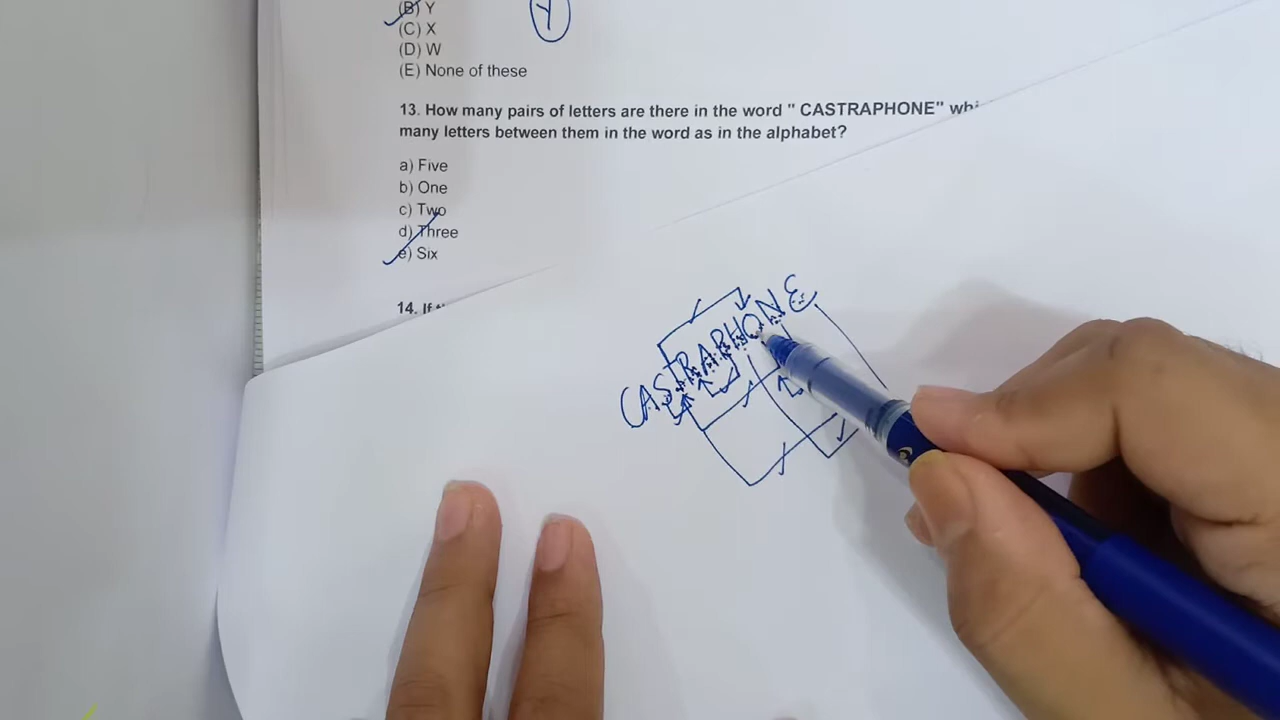 (B) Y
Y
(C) X
(D) W
(E) None of these
13. How many pairs of letters are there in the word " CASTRAPHONE"
many letters between them in the word as in the alphabet?
a) Five
b) One
c) Two
d) Three
e) Six
14. If
CASTRAPHONE